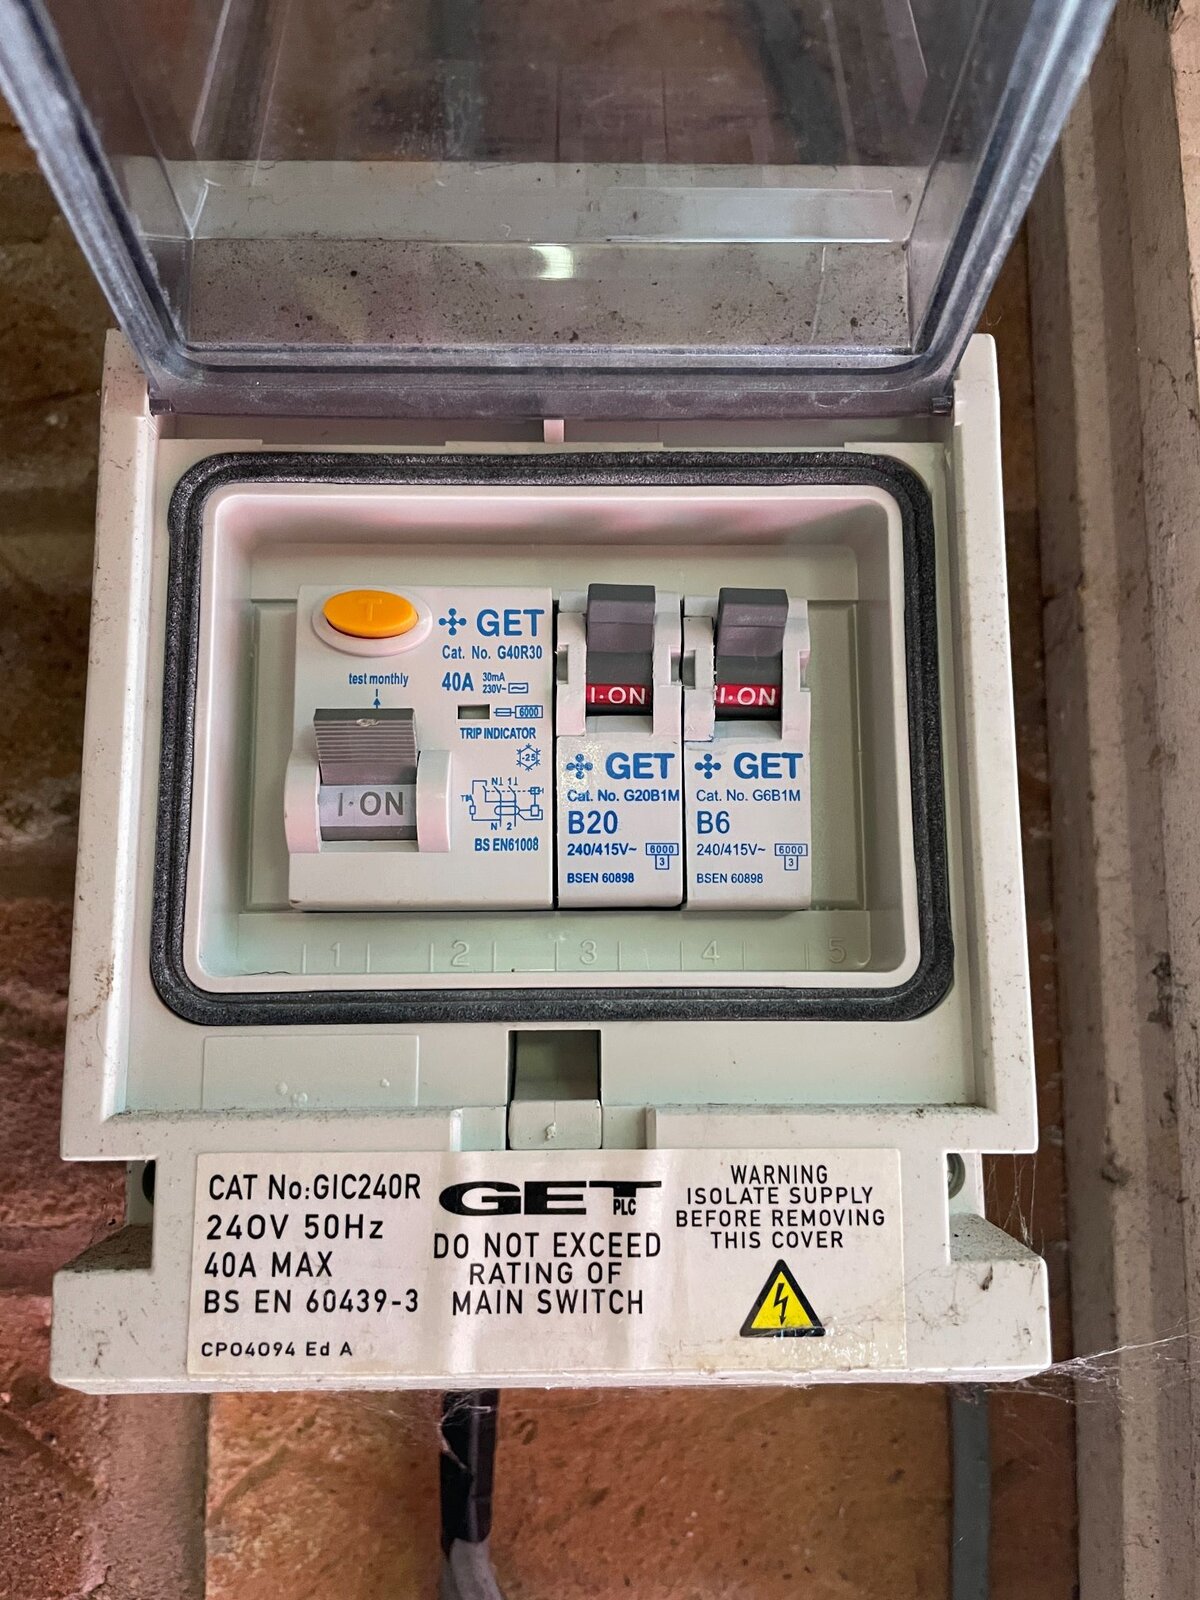 T
GET
Cat. No. G40R30
test monthly
40A 30mA
230V~
6000
TRIP INDICATOR
-25
N 1
N 2
I·ON
BS EN61008
I·ON
GET
Cat. No. G20B1M
B20
240/415V~ 6000
3
BSEN 60898
I·ON
GET
Cat. No. G6B1M
B6
240/415V~ 6000
3
BSEN 60898
1 2 3 4 5
CAT No:GIC240R
240V 50Hz
40A MAX
BS EN 60439-3
CP04094 Ed A
GET
PLC
DO NOT EXCEED
RATING OF
MAIN SWITCH
WARNING
ISOLATE SUPPLY
BEFORE REMOVING
THIS COVER